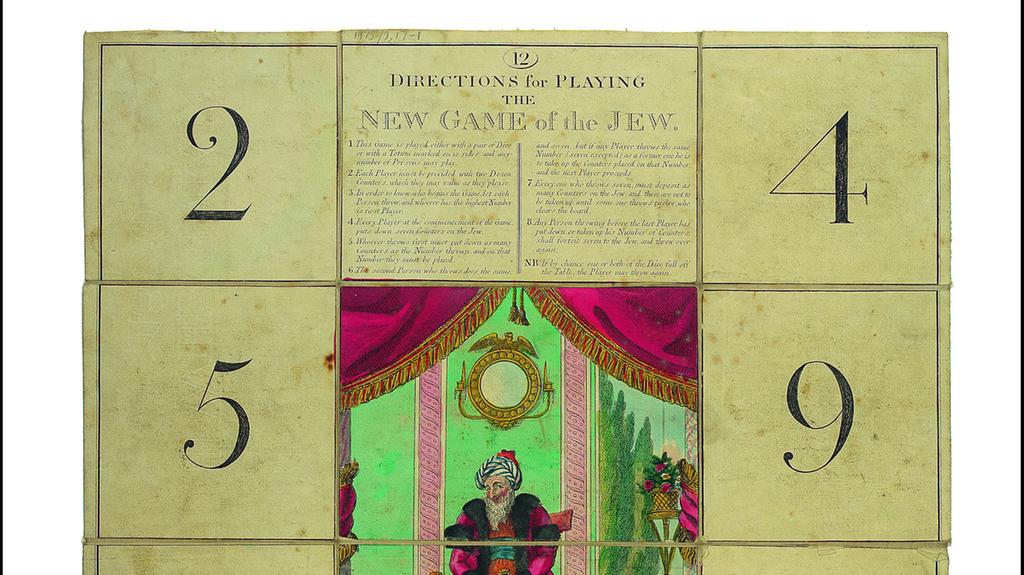 12
DIRECTIONS for PLAYING
THE
NEW GAME of the JEW.
1. This Game is played either with a pair of Dice
or with a Totum marked on 12 sides and any
number of Persons may play.
2. Each Player must be provided with two Dozen
Counters, which they may value as they please.
3. In order to know who begins the Game, let each
Person throw, and whoever has the highest Number
is first Player.
4. Every Player at the commencement of the Game,
puts down seven Counters on the Jew.
5. Whoever throws first must put down as many
Counters as the Number thrown, and on that
Number they must be placed.
6. The second Person who throws does the same
and so on, but if any Player throws the same
Number (seven excepted) as a former one he is
to take up the Counters placed on that Number,
and the next Player proceeds.
7. Every one who throws seven, must deposit as
many Counters on the Jew, and these are not to
be taken up until some one throws twelve, who
clears the board.
8. Any Person throwing before the last Player has
put down or taken up his Number of Counters,
shall forfeit seven to the Jew and throw over
again.
NB. If by chance one or both of the Dice fall off
the Table, the Player may throw again.
2
4
5
9